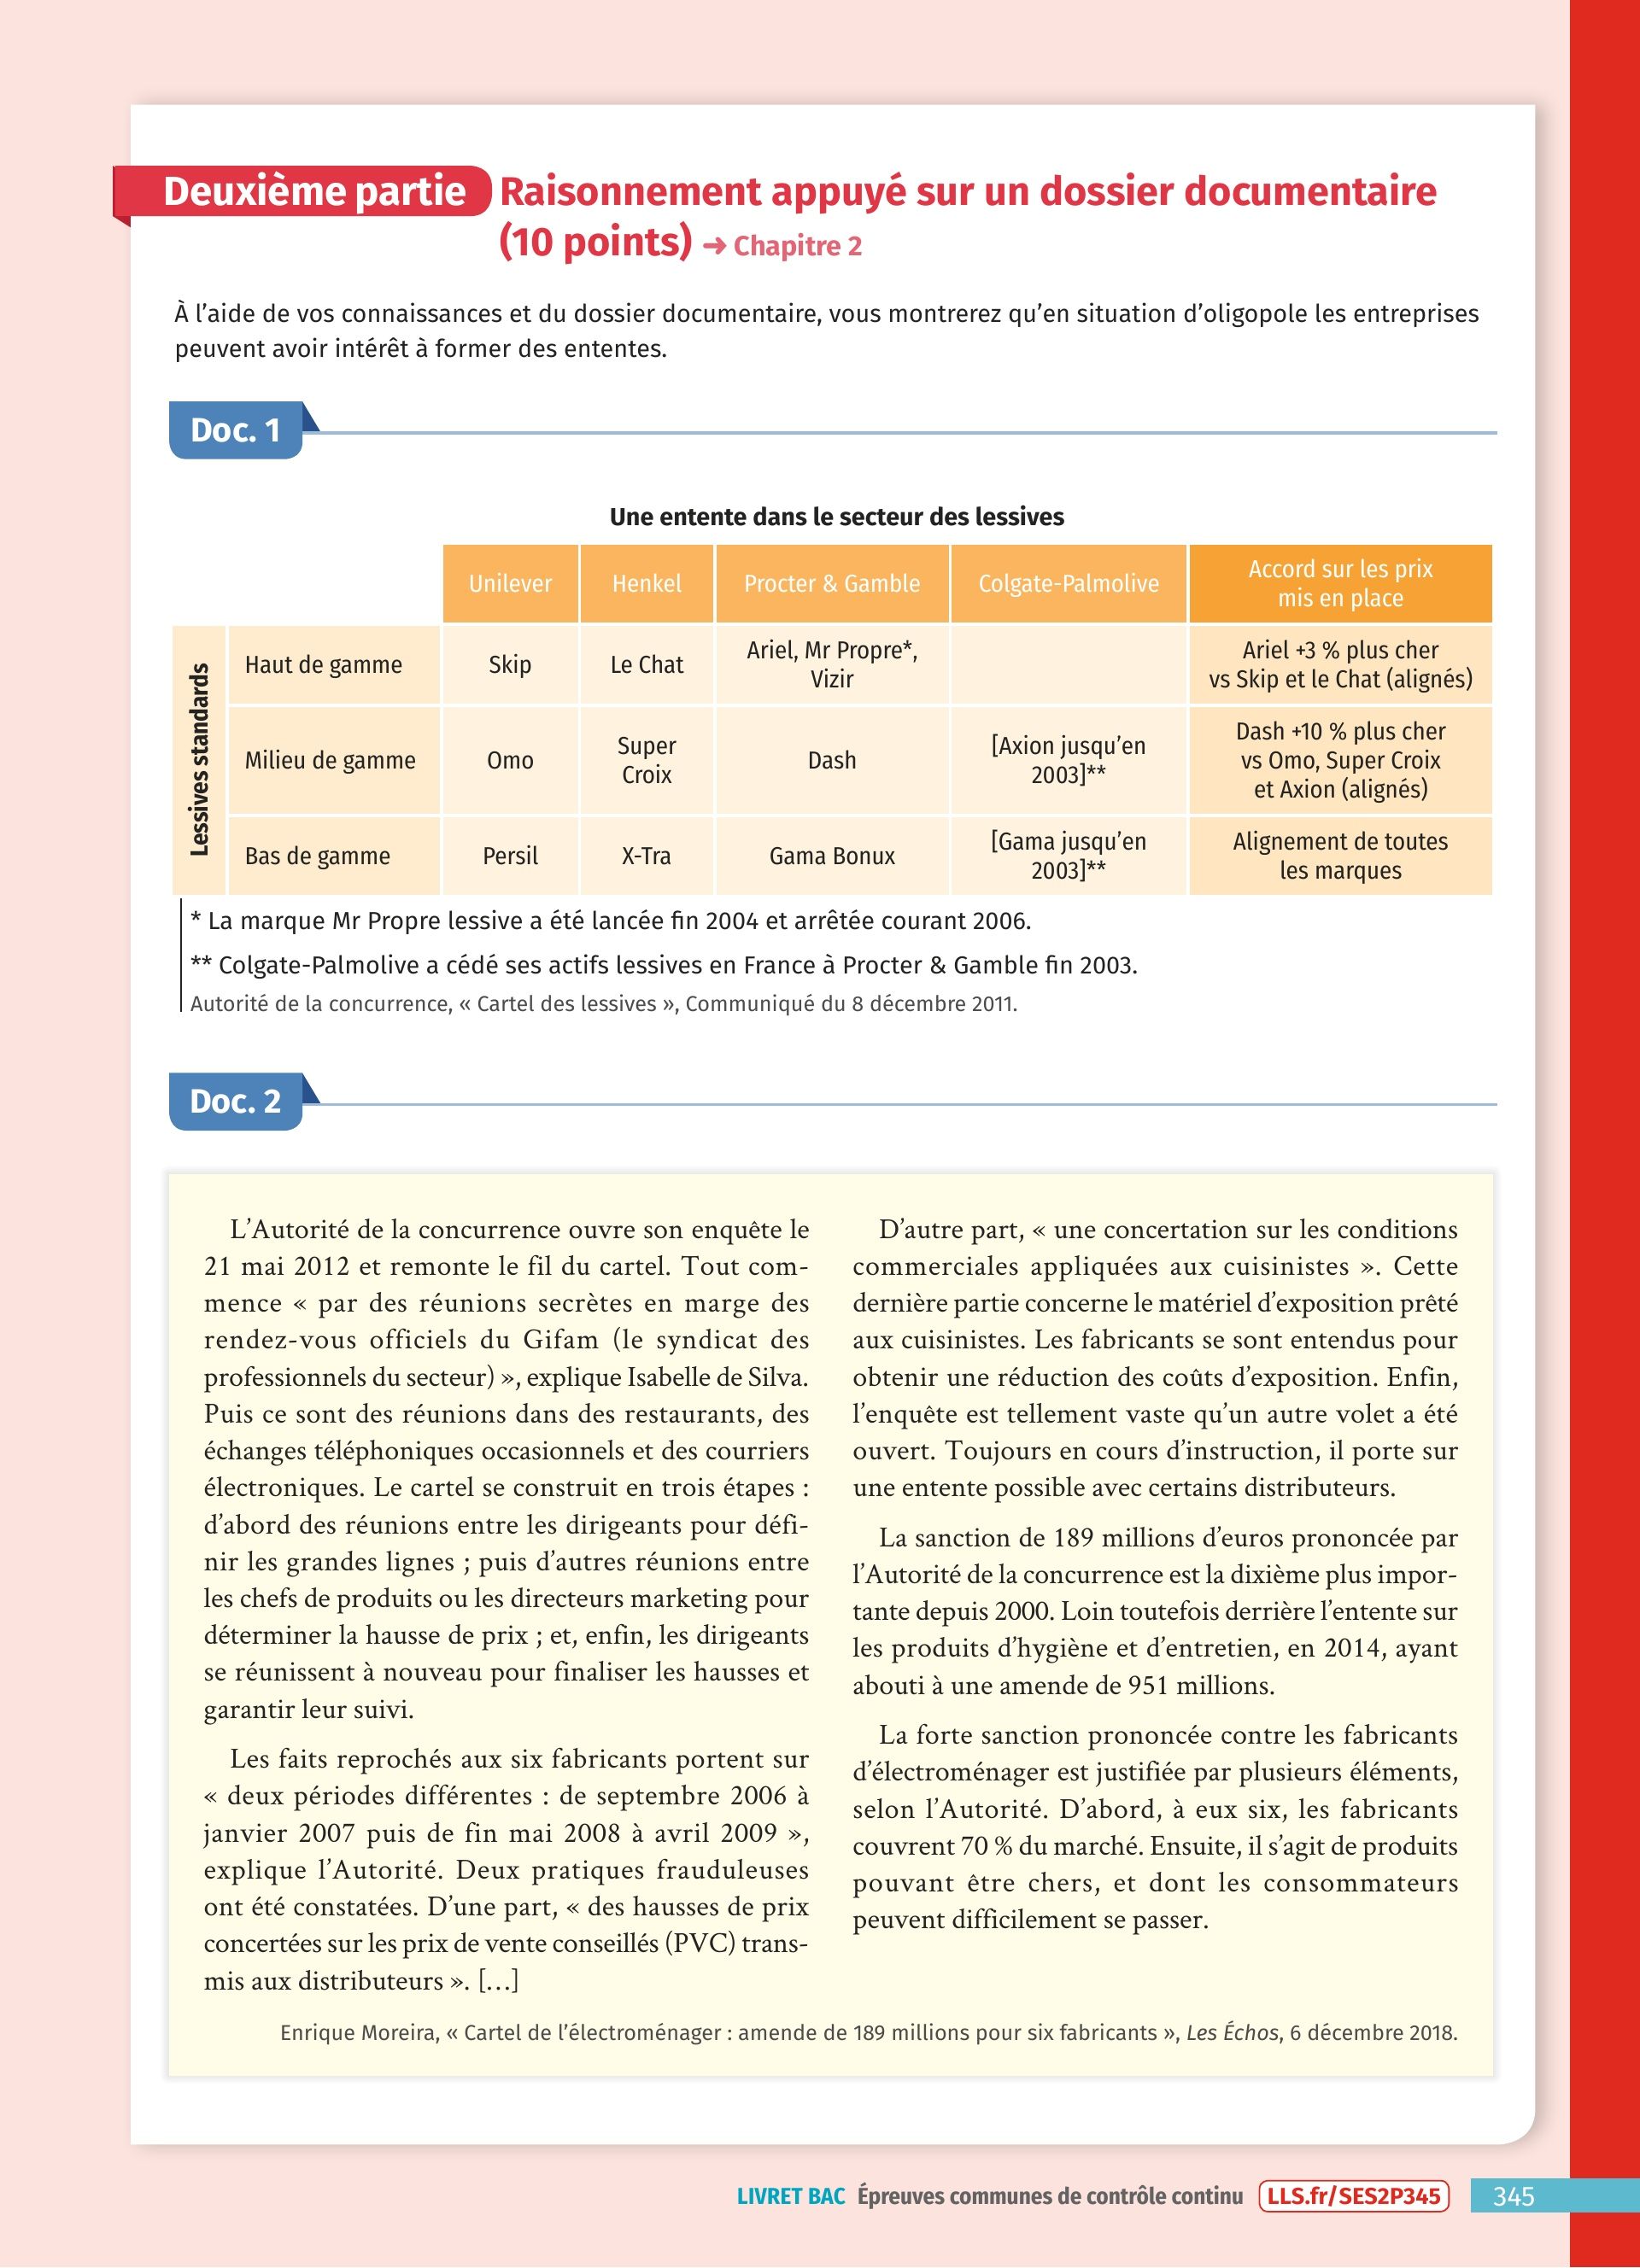 Deuxième partie Raisonnement appuyé sur un dossier documentaire
(10 points) ➜ Chapitre 2
À l’aide de vos connaissances et du dossier documentaire, vous montrerez qu’en situation d’oligopole les entreprises
peuvent avoir intérêt à former des ententes.
Doc. 1
Une entente dans le secteur des lessives
Unilever Henkel Procter & Gamble Colgate-Palmolive Accord sur les prix
mis en place
Lessives standards
Haut de gamme Skip Le Chat Ariel, Mr Propre*,
Vizir
Ariel +3 % plus cher
vs Skip et le Chat (alignés)
Milieu de gamme Omo Super
Croix
Dash
[Axion jusqu’en
2003]**
Dash +10 % plus cher
vs Omo, Super Croix
et Axion (alignés)
Bas de gamme Persil X-Tra Gama Bonux [Gama jusqu’en
2003]**
Alignement de toutes
les marques
* La marque Mr Propre lessive a été lancée fin 2004 et arrêtée courant 2006.
** Colgate-Palmolive a cédé ses actifs lessives en France à Procter & Gamble fin 2003.
Autorité de la concurrence, « Cartel des lessives », Communiqué du 8 décembre 2011.
Doc. 2
L’Autorité de la concurrence ouvre son enquête le
21 mai 2012 et remonte le fil du cartel. Tout com-
mence « par des réunions secrètes en marge des
rendez-vous officiels du Gifam (le syndicat des
professionnels du secteur) », explique Isabelle de Silva.
Puis ce sont des réunions dans des restaurants, des
échanges téléphoniques occasionnels et des courriers
électroniques. Le cartel se construit en trois étapes :
d’abord des réunions entre les dirigeants pour défi-
nir les grandes lignes ; puis d’autres réunions entre
les chefs de produits ou les directeurs marketing pour
déterminer la hausse de prix ; et, enfin, les dirigeants
se réunissent à nouveau pour finaliser les hausses et
garantir leur suivi.
Les faits reprochés aux six fabricants portent sur
« deux périodes différentes : de septembre 2006 à
janvier 2007 puis de fin mai 2008 à avril 2009 »,
explique l’Autorité. Deux pratiques frauduleuses
ont été constatées. D’une part, « des hausses de prix
concertées sur les prix de vente conseillés (PVC) trans-
mis aux distributeurs ». […]
D’autre part, « une concertation sur les conditions
commerciales appliquées aux cuisinistes ». Cette
dernière partie concerne le matériel d’exposition prêté
aux cuisinistes. Les fabricants se sont entendus pour
obtenir une réduction des coûts d’exposition. Enfin,
l’enquête est tellement vaste qu’un autre volet a été
ouvert. Toujours en cours d’instruction, il porte sur
une entente possible avec certains distributeurs.
La sanction de 189 millions d’euros prononcée par
l’Autorité de la concurrence est la dixième plus impor-
tante depuis 2000. Loin toutefois derrière l’entente sur
les produits d’hygiène et d’entretien, en 2014, ayant
abouti à une amende de 951 millions.
La forte sanction prononcée contre les fabricants
d’électroménager est justifiée par plusieurs éléments,
selon l’Autorité. D’abord, à eux six, les fabricants
couvrent 70 % du marché. Ensuite, il s’agit de produits
pouvant être chers, et dont les consommateurs
peuvent difficilement se passer.
Enrique Moreira, « Cartel de l’électroménager : amende de 189 millions pour six fabricants », Les Échos, 6 décembre 2018.
LIVRET BAC Épreuves communes de contrôle continu LLS.fr/SES2P345 345